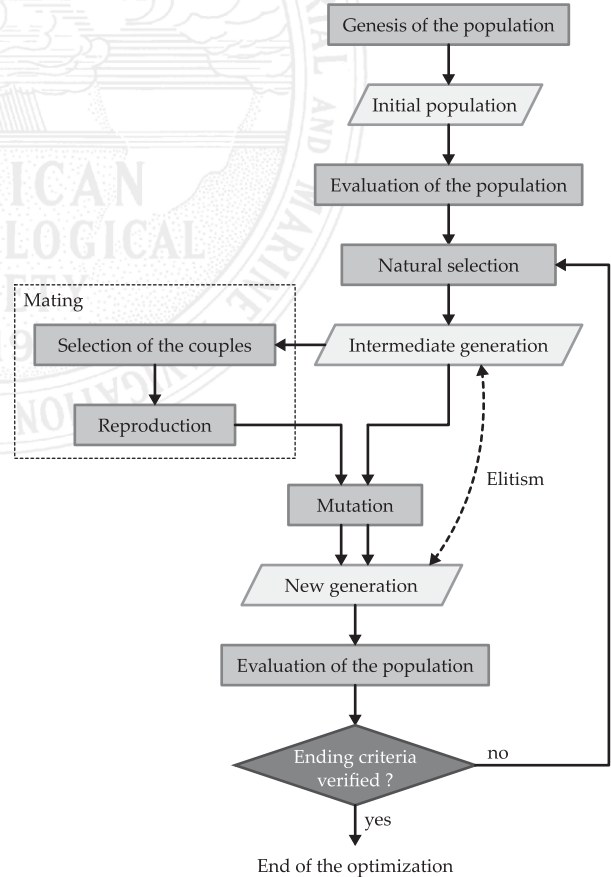 Genesis of the population
Initial population
Evaluation of the population
Natural selection
Mating
Selection of the couples
Intermediate generation
Reproduction
Elitism
Mutation
New generation
Evaluation of the population
Ending criteria
verified ?
no
yes
End of the optimization